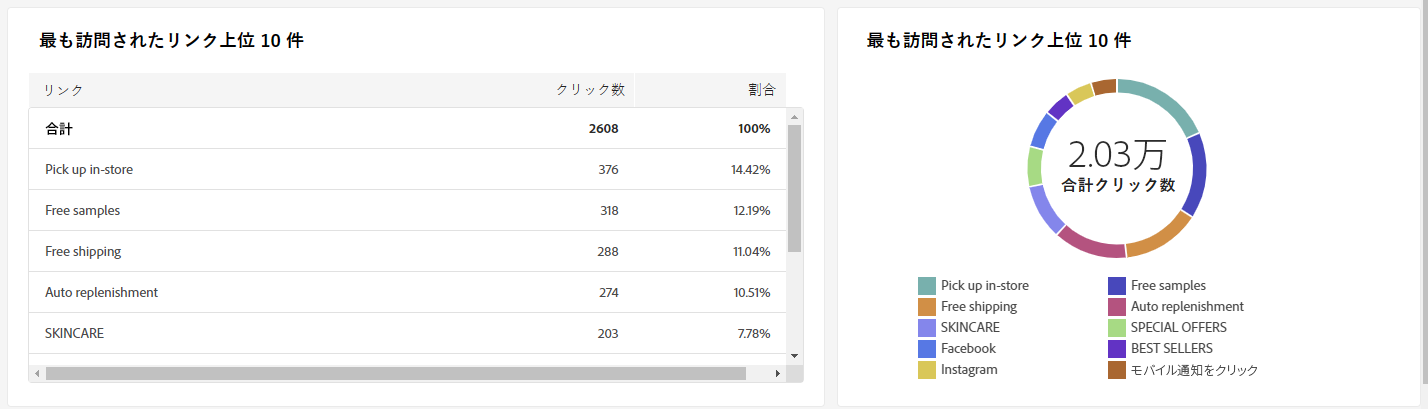 最も訪問されたリンク上位 10 件
リンク クリック数 割合
合計 2608 100%
Pick up in-store 376 14.42%
Free samples 318 12.19%
Free shipping 288 11.04%
Auto replenishment 274 10.51%
SKINCARE 203 7.78%
最も訪問されたリンク上位 10 件
2.03万
合計クリック数
Pick up in-store Free samples
Free shipping Auto replenishment
SKINCARE SPECIAL OFFERS
Facebook BEST SELLERS
Instagram モバイル通知をクリック